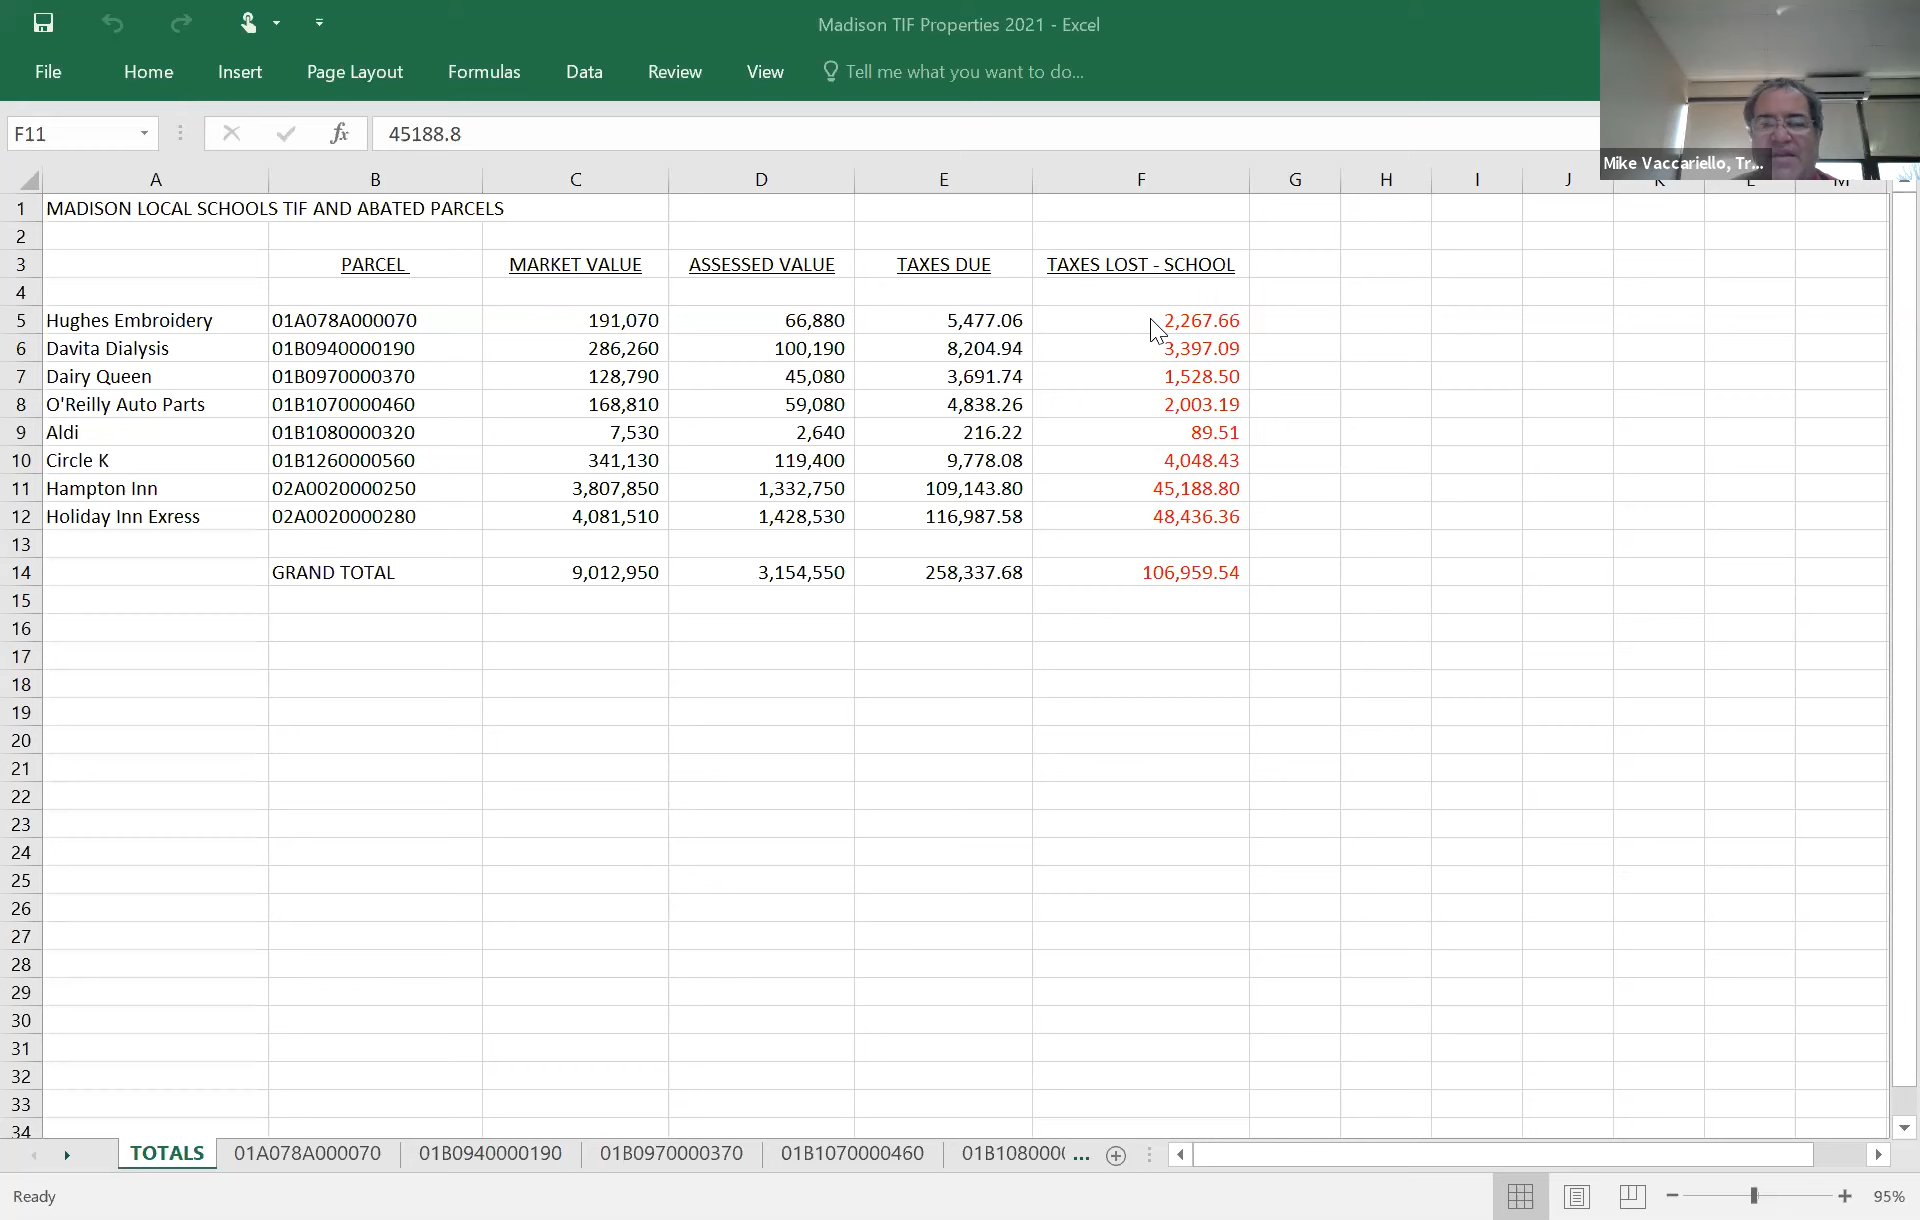 Madison TIF Properties 2021 - Excel
File Home Insert Page Layout Formulas Data Review View Tell me what you want to do...
Mike Vaccariello, Tr...
F11 fx 45188.8
A B C D E F G H I J K L M
1 MADISON LOCAL SCHOOLS TIF AND ABATED PARCELS
2
3 PARCEL MARKET VALUE ASSESSED VALUE TAXES DUE TAXES LOST - SCHOOL
4
5 Hughes Embroidery 01A078A000070 191,070 66,880 5,477.06 2,267.66
6 Davita Dialysis 01B0940000190 286,260 100,190 8,204.94 3,397.09
7 Dairy Queen 01B0970000370 128,790 45,080 3,691.74 1,528.50
8 O'Reilly Auto Parts 01B1070000460 168,810 59,080 4,838.26 2,003.19
9 Aldi 01B1080000320 7,530 2,640 216.22 89.51
10 Circle K 01B1260000560 341,130 119,400 9,778.08 4,048.43
11 Hampton Inn 02A0020000250 3,807,850 1,332,750 109,143.80 45,188.80
12 Holiday Inn Exress 02A0020000280 4,081,510 1,428,530 116,987.58 48,436.36
13
14 GRAND TOTAL 9,012,950 3,154,550 258,337.68 106,959.54
15
16
17
18
19
20
21
22
23
24
25
26
27
28
29
30
31
32
33
34
TOTALS 01A078A000070 01B0940000190 01B0970000370 01B1070000460 01B108000( ...
Ready 95%